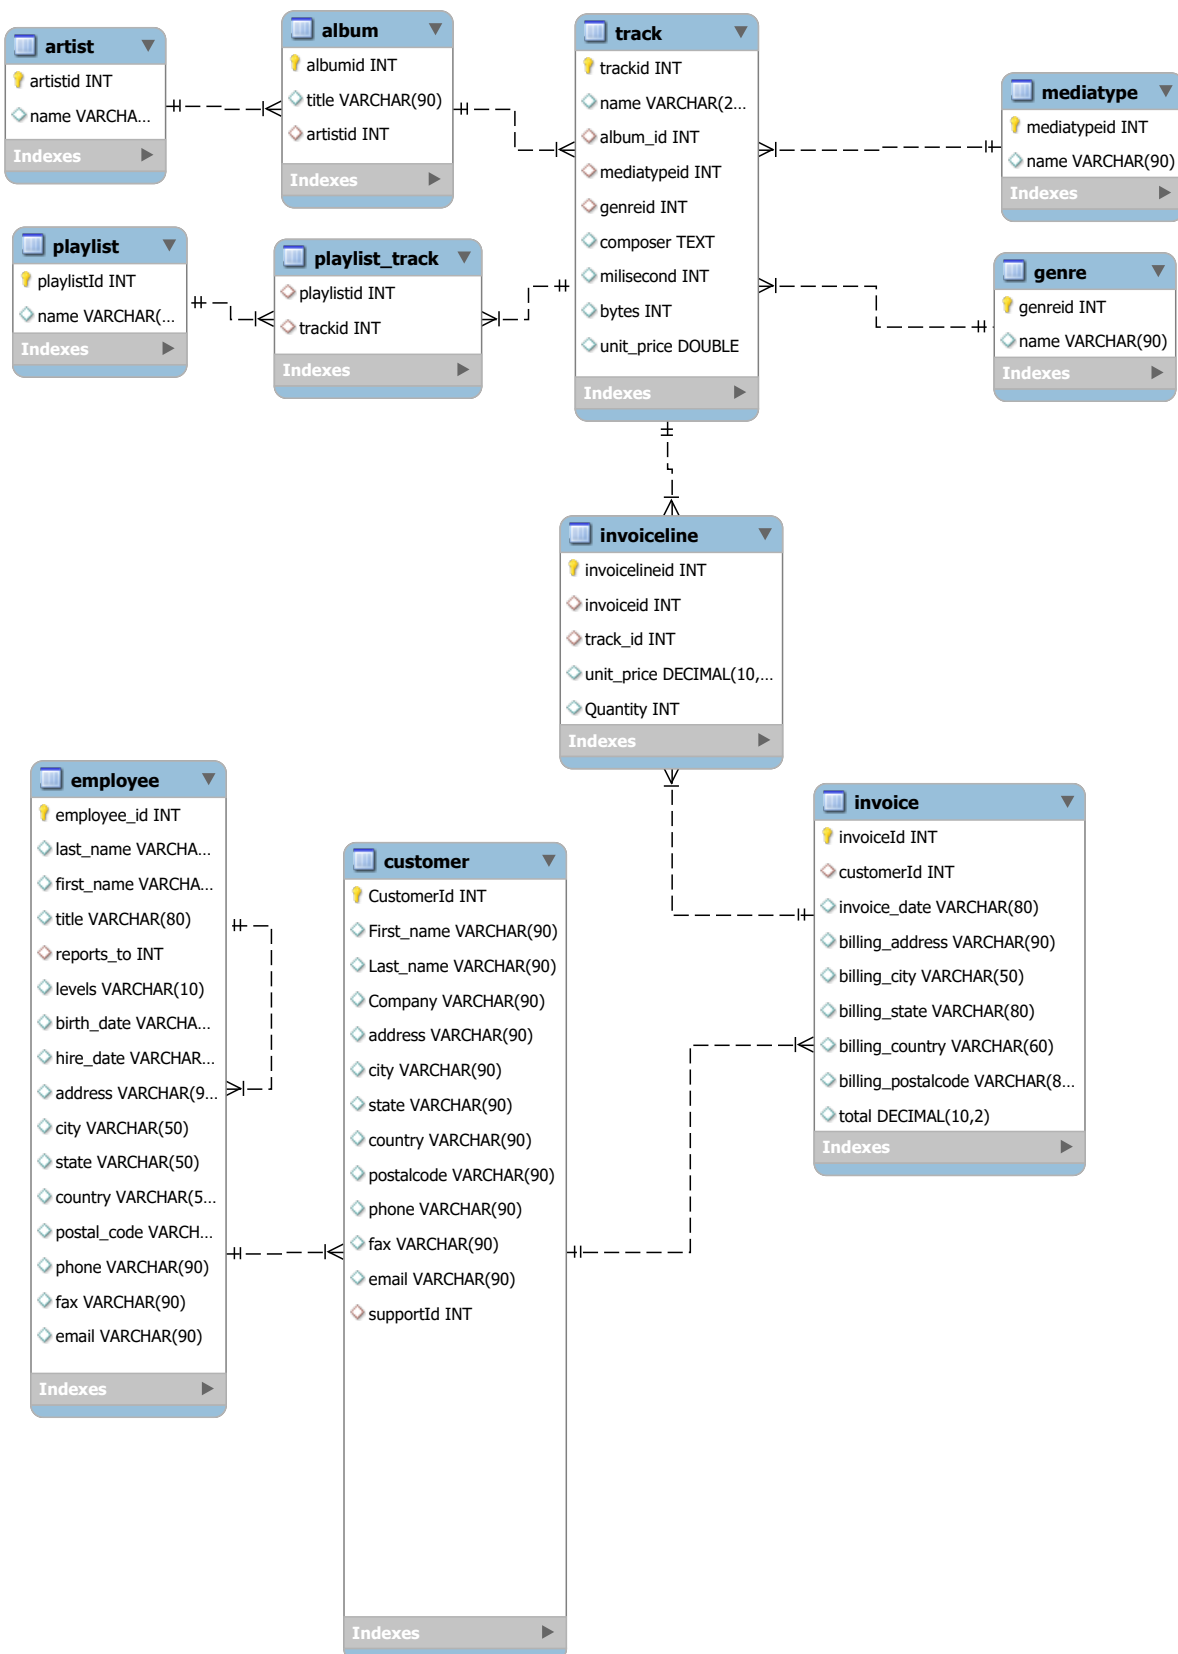 artist
artistid INT
name VARCHA...
Indexes
album
albumid INT
title VARCHAR(90)
artistid INT
Indexes
track
trackid INT
name VARCHAR(2...
album_id INT
mediatypeid INT
genreid INT
composer TEXT
milisecond INT
bytes INT
unit_price DOUBLE
Indexes
mediatype
mediatypeid INT
name VARCHAR(90)
Indexes
playlist
playlistId INT
name VARCHAR(...
Indexes
playlist_track
playlistid INT
trackid INT
Indexes
genre
genreid INT
name VARCHAR(90)
Indexes
invoiceline
invoicelineid INT
invoiceid INT
track_id INT
unit_price DECIMAL(10,...
Quantity INT
Indexes
employee
employee_id INT
last_name VARCHA...
first_name VARCHA...
title VARCHAR(80)
reports_to INT
levels VARCHAR(10)
birth_date VARCHA...
hire_date VARCHAR...
address VARCHAR(9...
city VARCHAR(50)
state VARCHAR(50)
country VARCHAR(5...
postal_code VARCH...
phone VARCHAR(90)
fax VARCHAR(90)
email VARCHAR(90)
Indexes
customer
CustomerId INT
First_name VARCHAR(90)
Last_name VARCHAR(90)
Company VARCHAR(90)
address VARCHAR(90)
city VARCHAR(90)
state VARCHAR(90)
country VARCHAR(90)
postalcode VARCHAR(90)
phone VARCHAR(90)
fax VARCHAR(90)
email VARCHAR(90)
supportId INT
Indexes
invoice
invoiceId INT
customerId INT
invoice_date VARCHAR(80)
billing_address VARCHAR(90)
billing_city VARCHAR(50)
billing_state VARCHAR(80)
billing_country VARCHAR(60)
billing_postalcode VARCHAR(8...
total DECIMAL(10,2)
Indexes